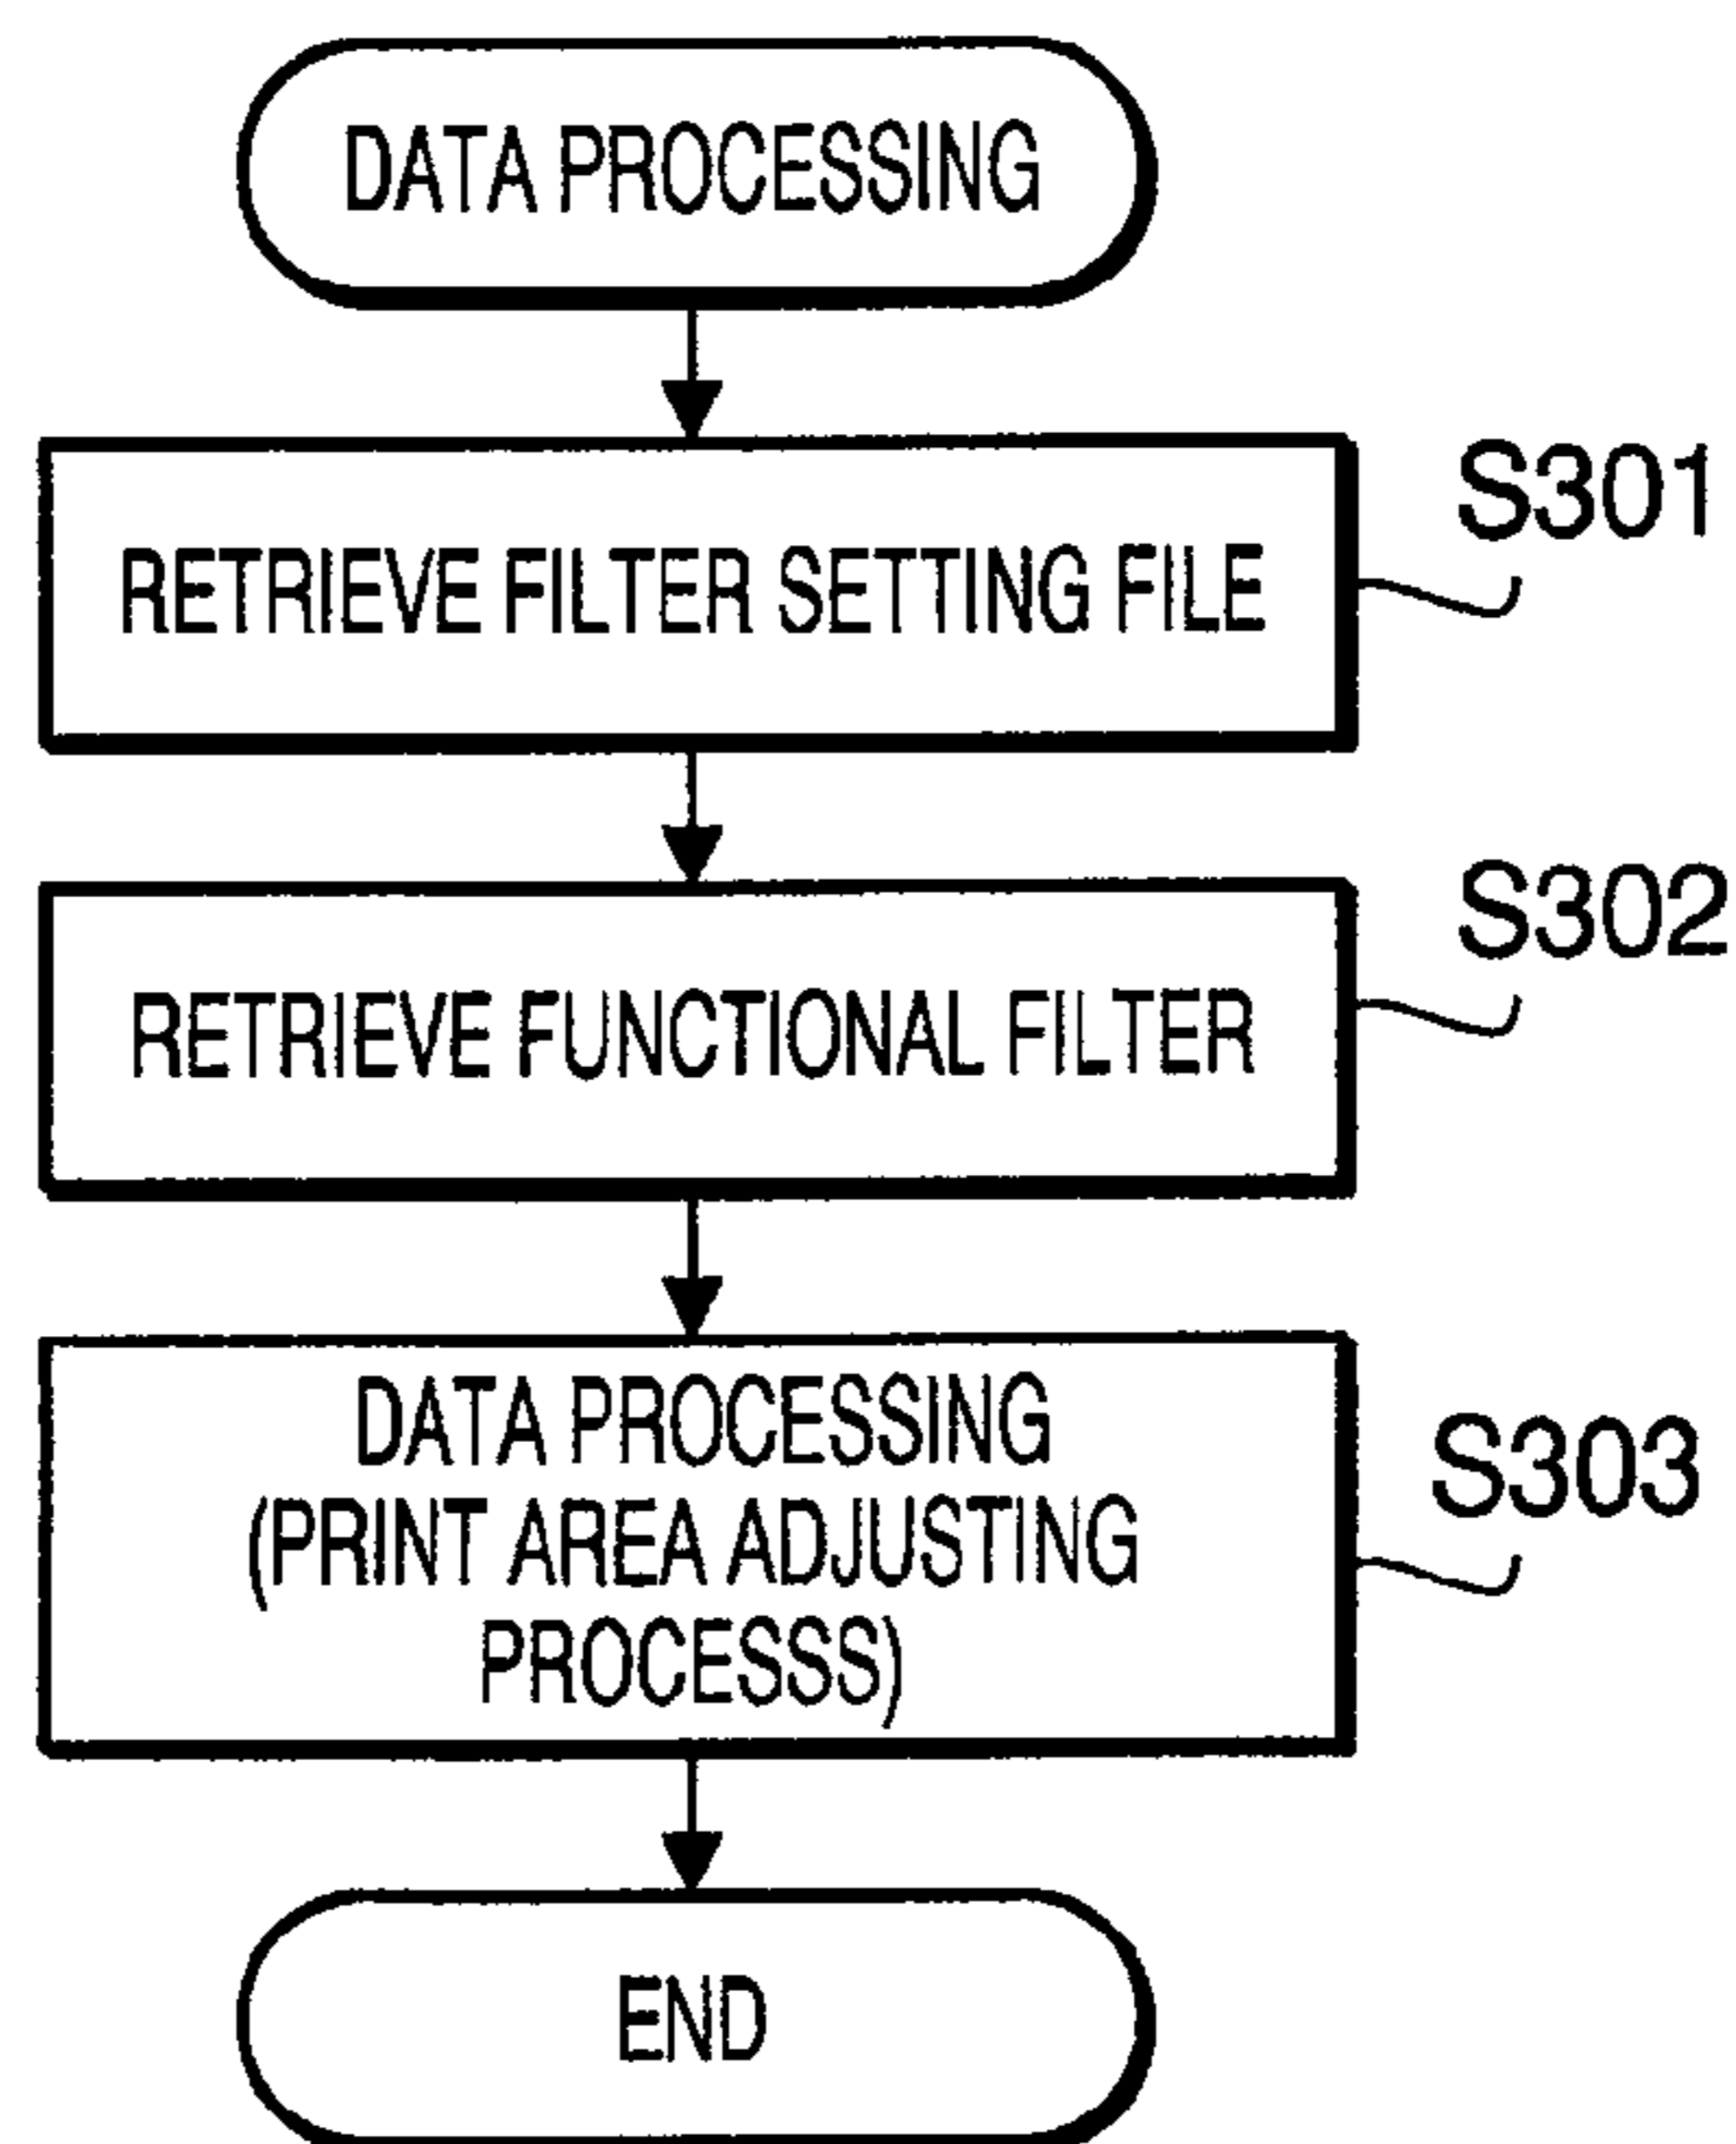 DATA PROCESSING
RETRIEVE FILTER SETTING FILE
S301
RETRIEVE FUNCTIONAL FILTER
S302
DATA PROCESSING
(PRINT AREA ADJUSTING
PROCESSS)
S303
END